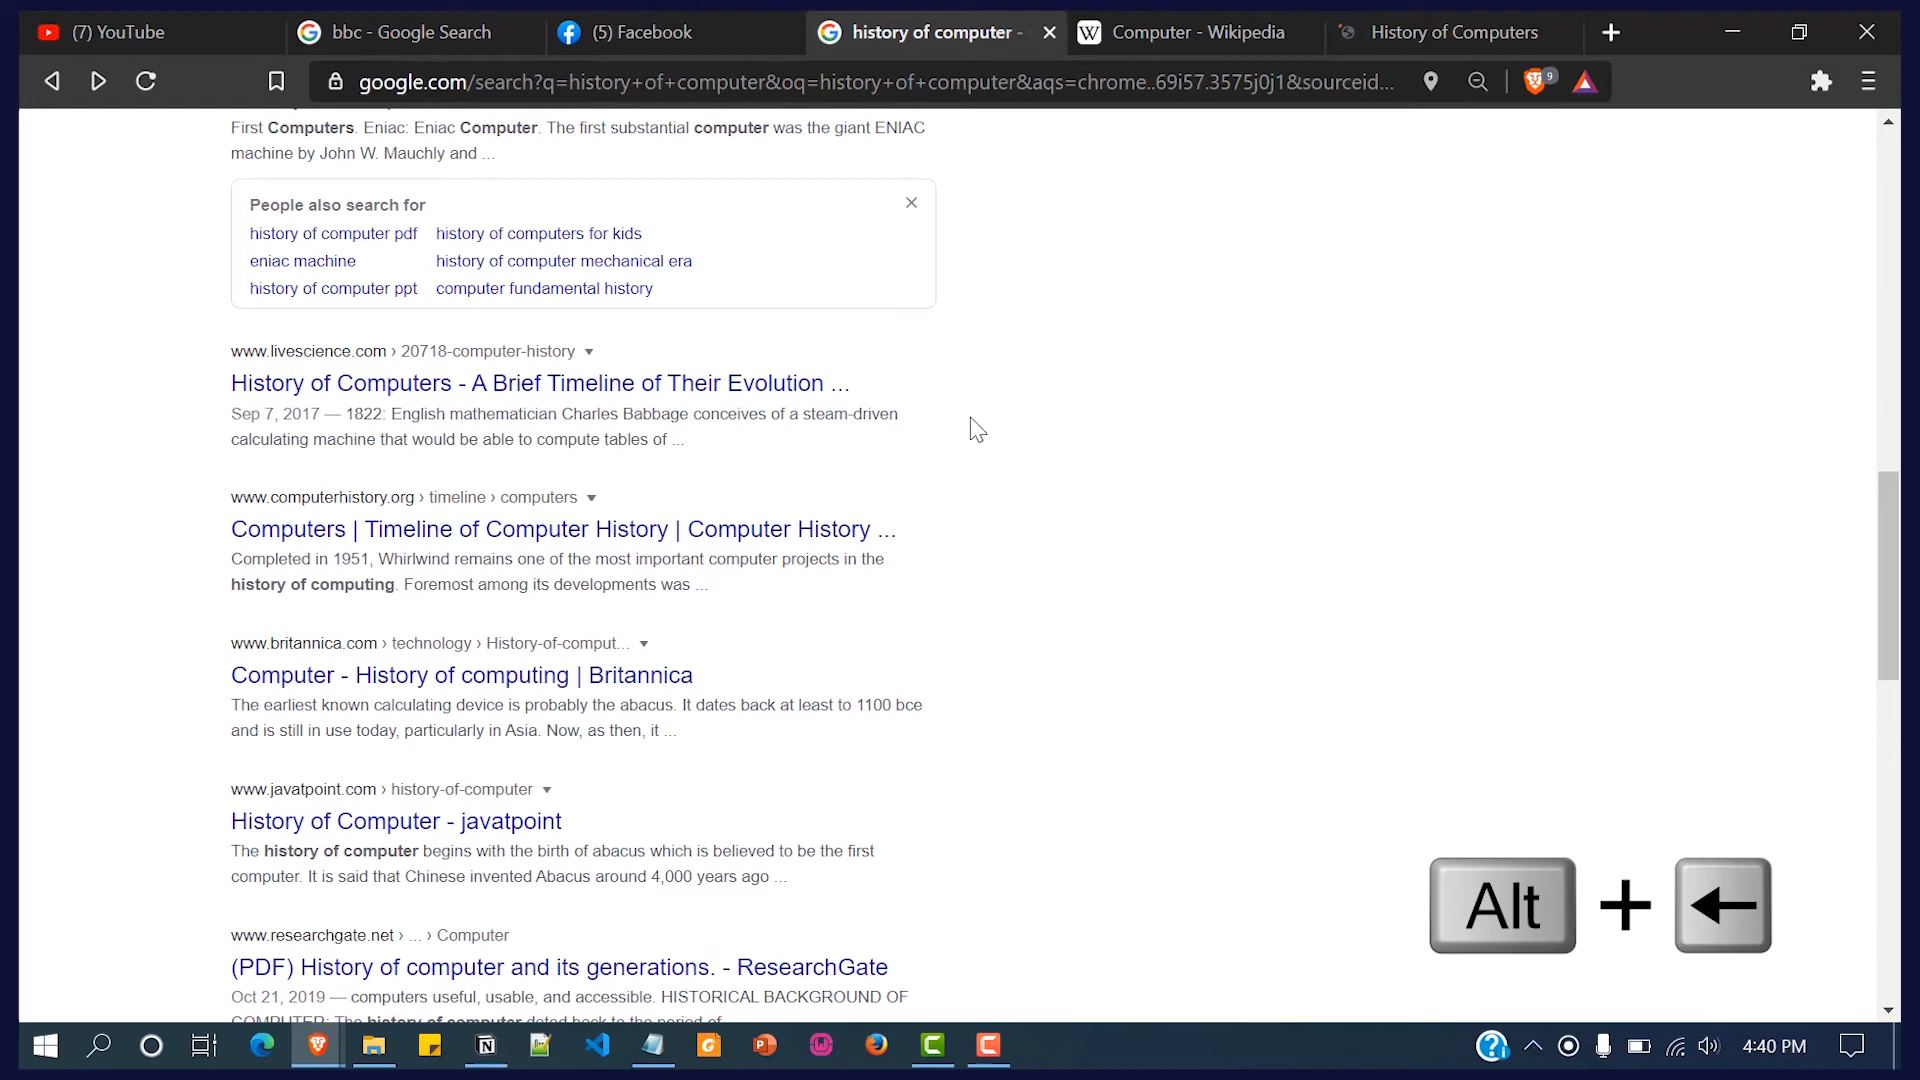 (7) YouTube
bbc - Google Search
(5) Facebook
history of computer -
Computer - Wikipedia
History of Computers
google.com/search?q=history+of+computer&oq=history+of+computer&aqs=chrome..69i57.3575j0j1&sourceid...
9
First Computers. Eniac: Eniac Computer. The first substantial computer was the giant ENIAC
machine by John W. Mauchly and ...
People also search for
history of computer pdf history of computers for kids
eniac machine history of computer mechanical era
history of computer ppt computer fundamental history
www.livescience.com › 20718-computer-history
History of Computers - A Brief Timeline of Their Evolution ...
Sep 7, 2017 — 1822: English mathematician Charles Babbage conceives of a steam-driven
calculating machine that would be able to compute tables of ...
www.computerhistory.org › timeline › computers
Computers | Timeline of Computer History | Computer History ...
Completed in 1951, Whirlwind remains one of the most important computer projects in the
history of computing. Foremost among its developments was ...
www.britannica.com › technology › History-of-comput...
Computer - History of computing | Britannica
The earliest known calculating device is probably the abacus. It dates back at least to 1100 bce
and is still in use today, particularly in Asia. Now, as then, it ...
www.javatpoint.com › history-of-computer
History of Computer - javatpoint
The history of computer begins with the birth of abacus which is believed to be the first
computer. It is said that Chinese invented Abacus around 4,000 years ago ...
Alt + ←
www.researchgate.net › ... › Computer
(PDF) History of computer and its generations. - ResearchGate
Oct 21, 2019 — computers useful, usable, and accessible. HISTORICAL BACKGROUND OF
COMPUTER: The history of computer dated back to the period of
4:40 PM